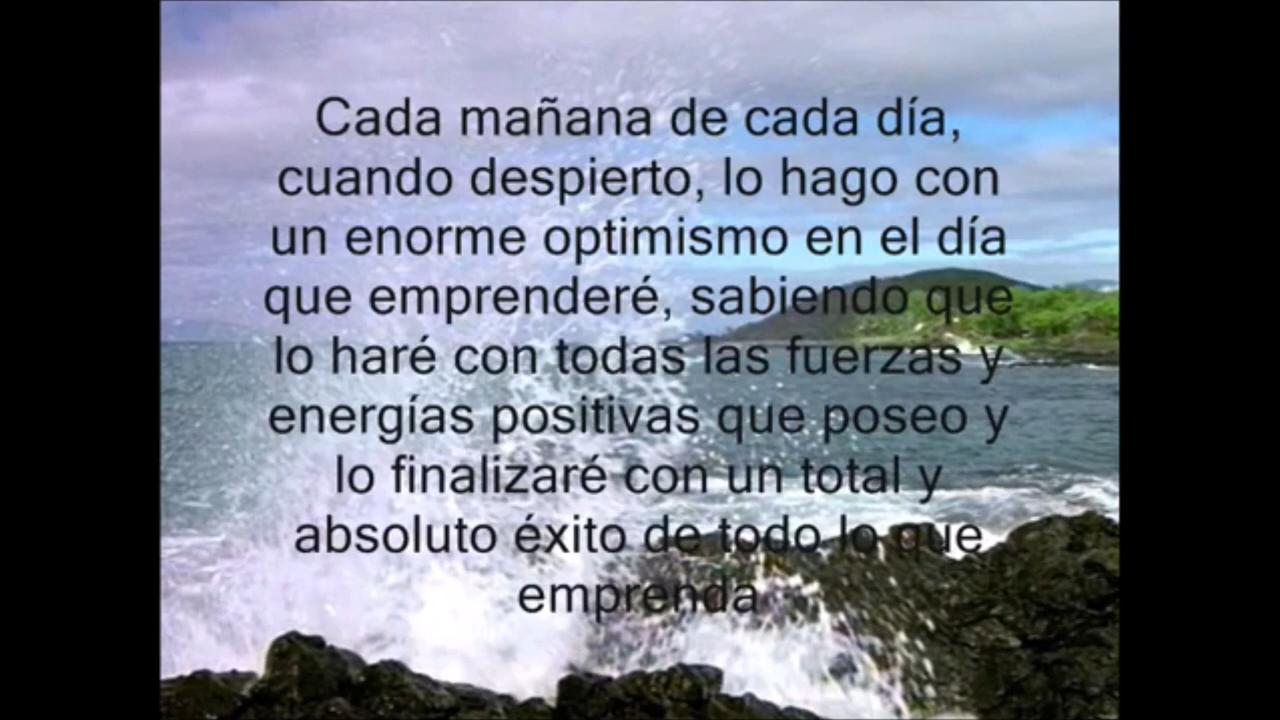 Cada mañana de cada día,
cuando despierto, lo hago con
un enorme optimismo en el día
que emprenderé, sabiendo que
lo haré con todas las fuerzas y
energías positivas que poseo y
lo finalizaré con un total y
absoluto éxito de todo lo que
emprenda